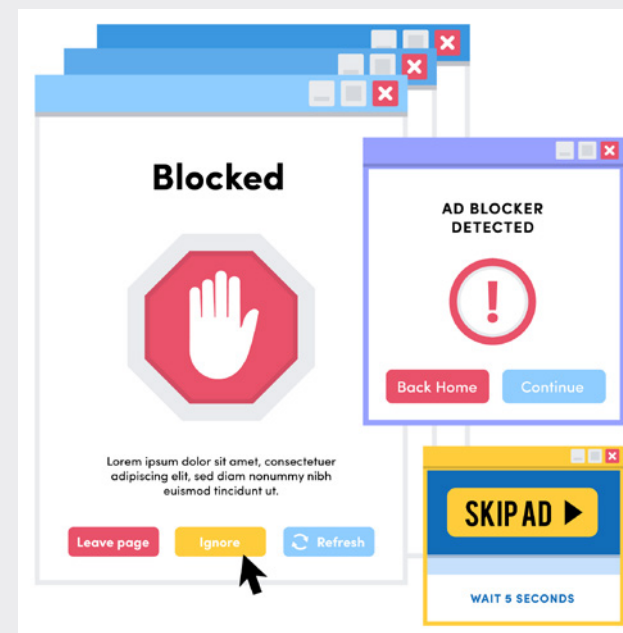 Blocked
Lorem ipsum dolor sit amet, consectetuer
adipiscing elit, sed diam nonummy nibh
euismod tincidunt ut.
Leave page
Ignore
Refresh
AD BLOCKER
DETECTED
!
Back Home
Continue
SKIP AD
WAIT 5 SECONDS